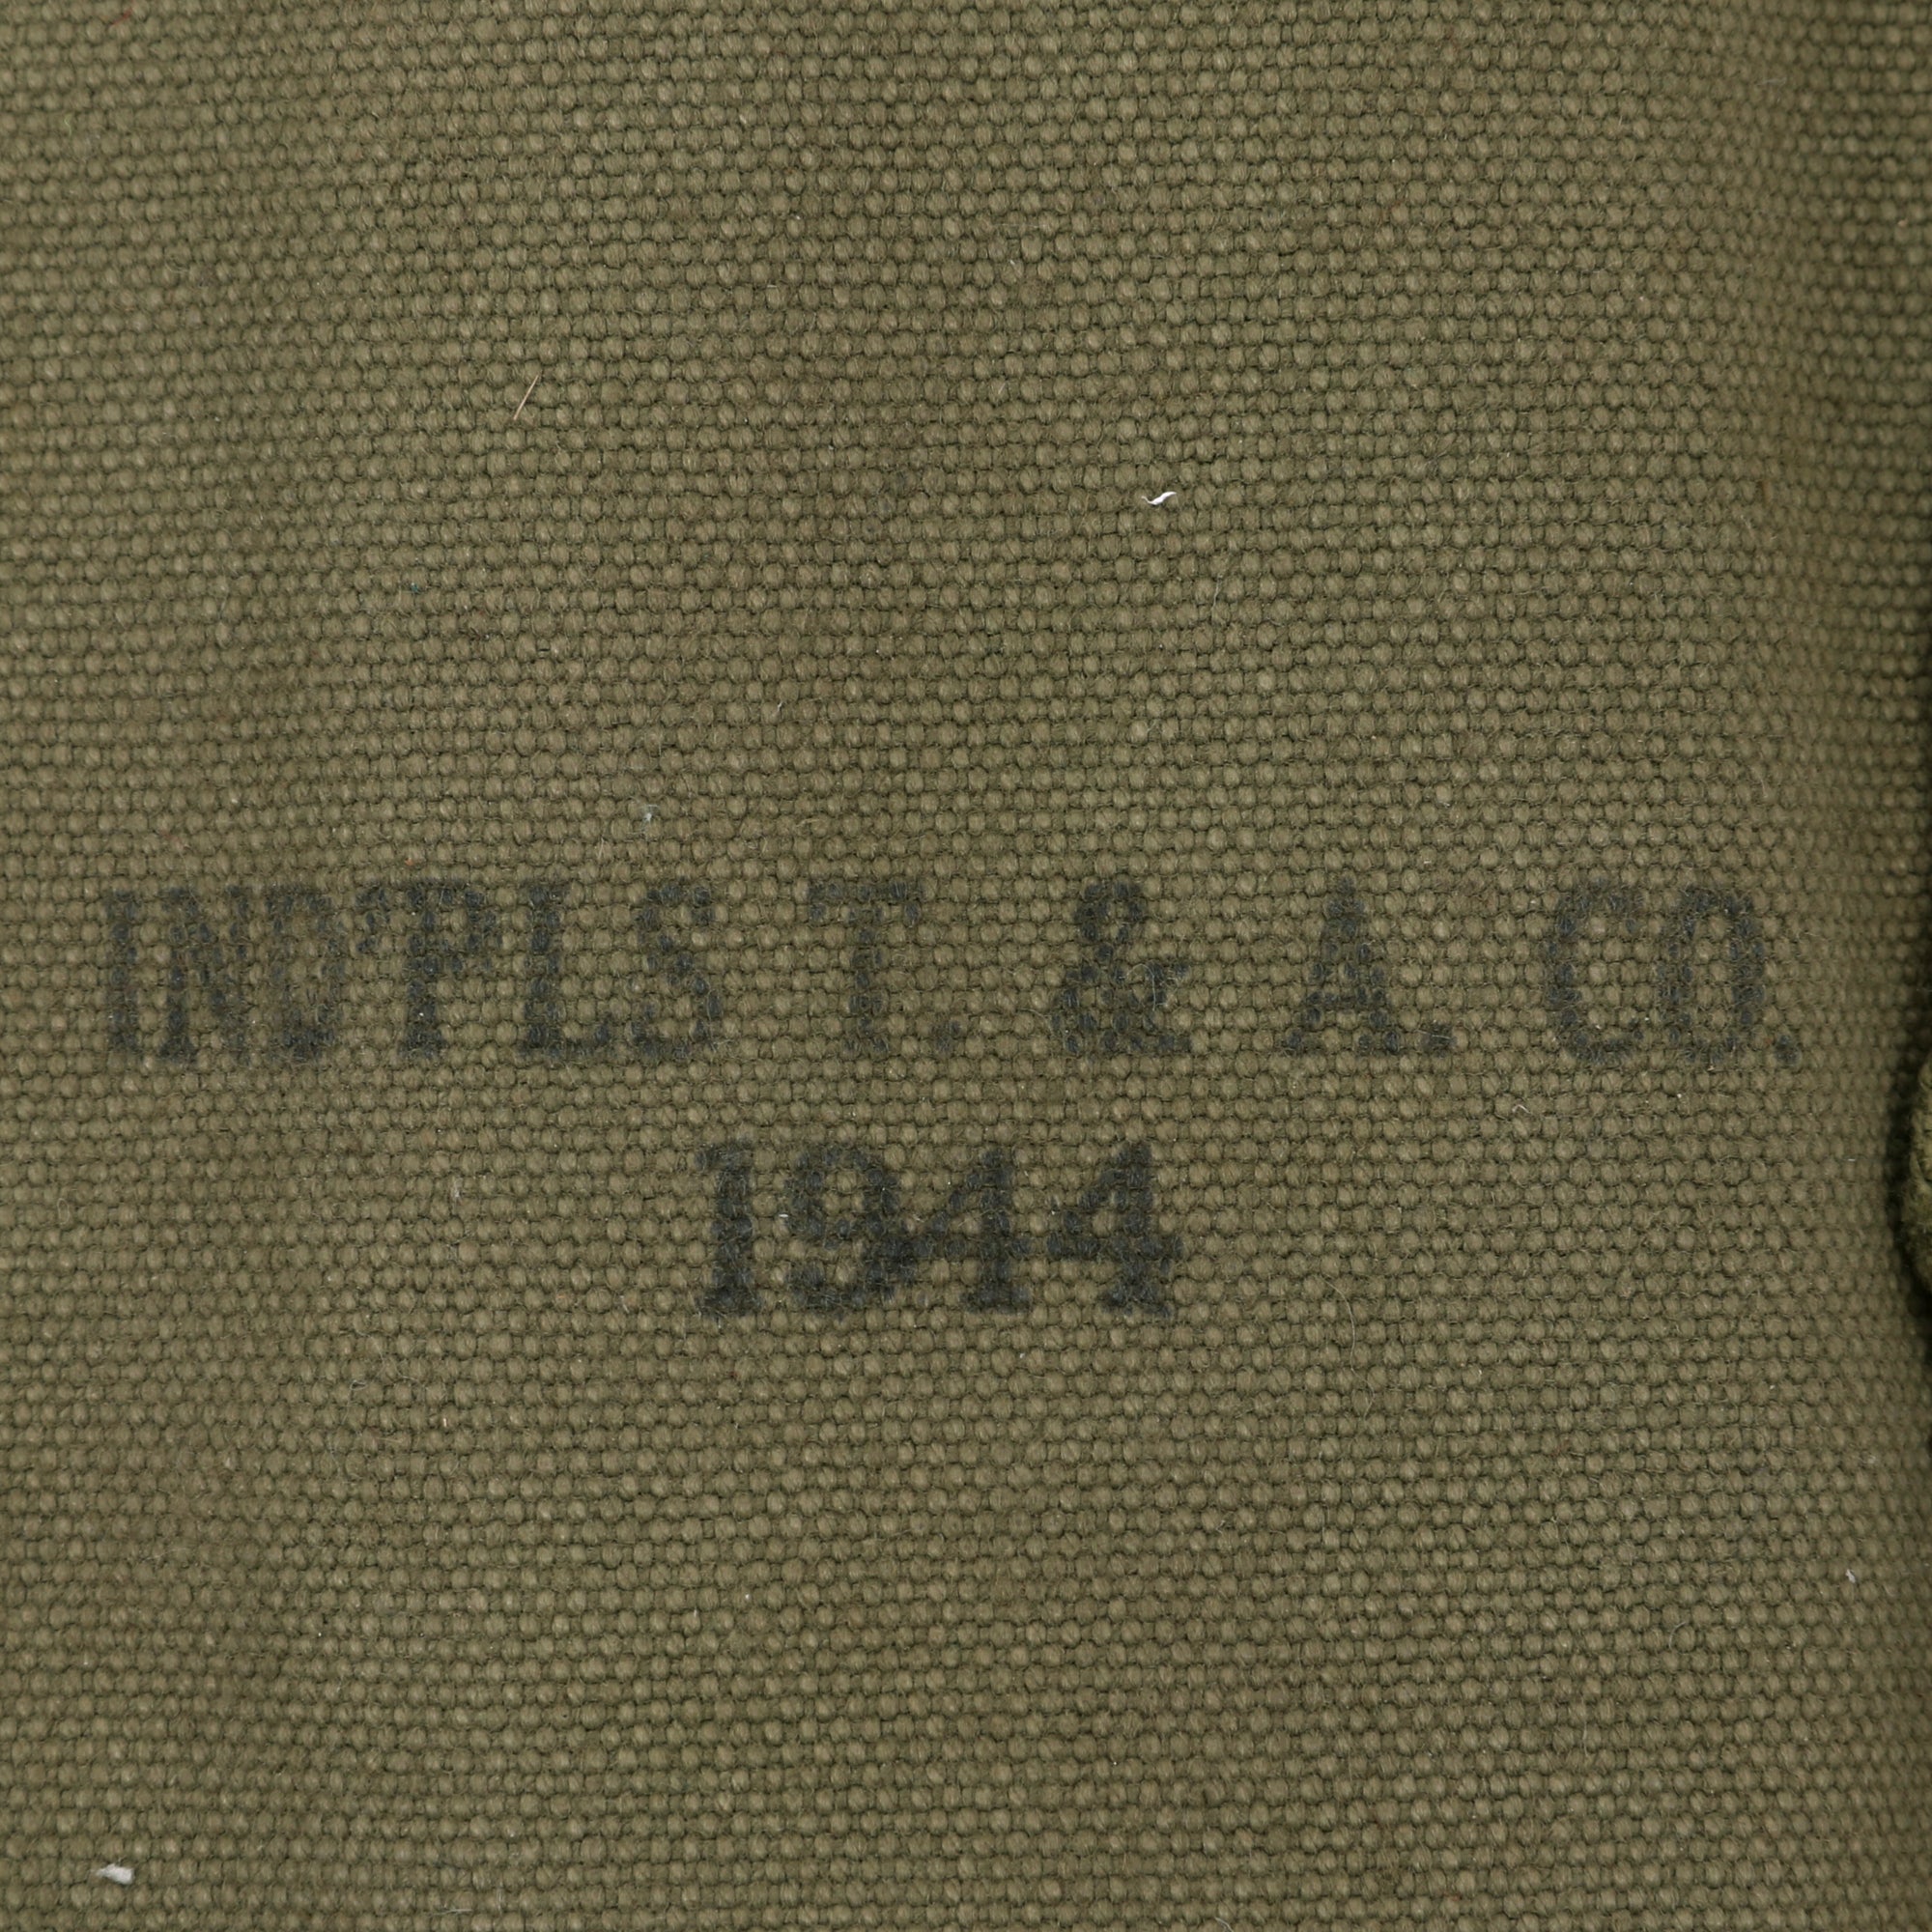 IND'PLS T. & A. CO.
1944